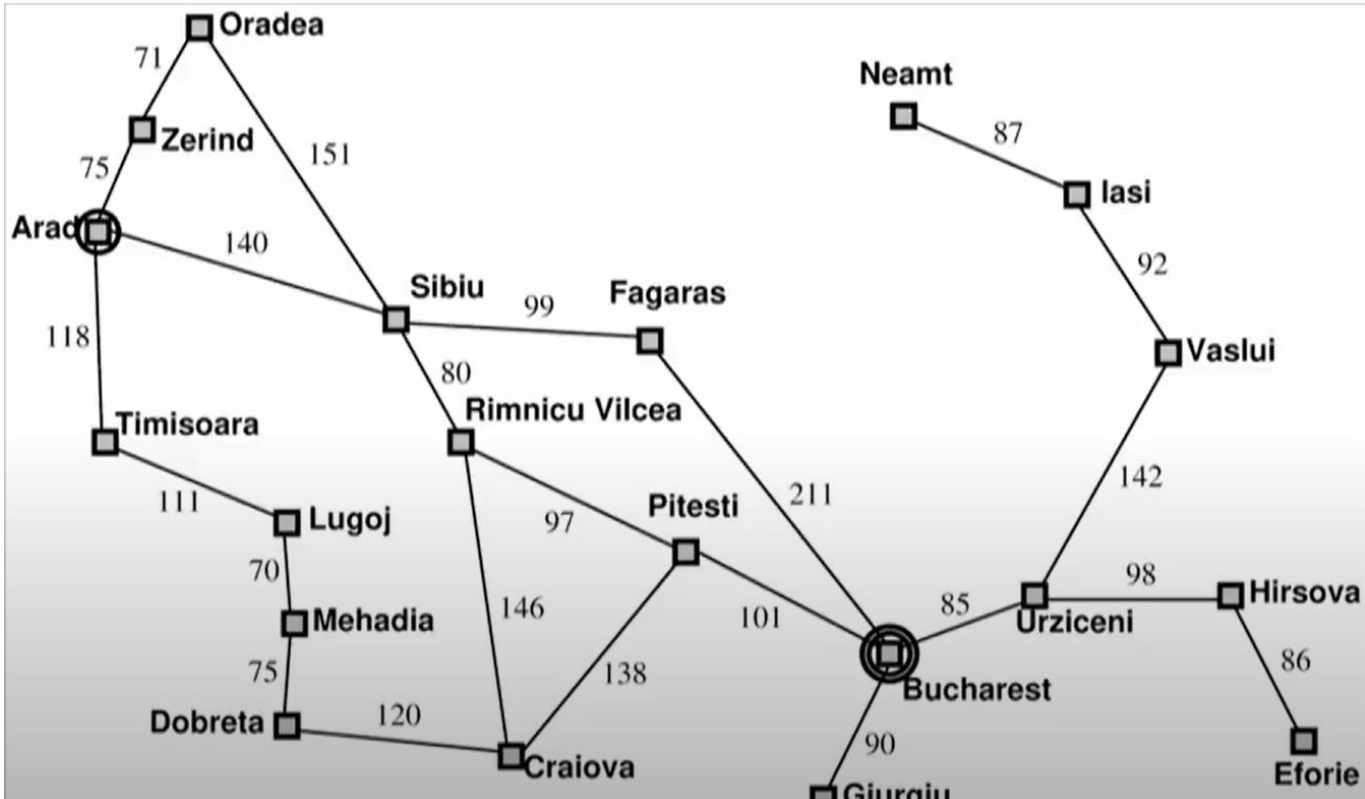 Oradea
71
Neamt
87
Zerind
151
75
Iasi
Arad
140
92
Sibiu
Fagaras
99
118
Vaslui
80
Rimnicu Vilcea
Timisoara
142
211
111
Pitesti
Lugoj
97
70
98
Hirsova
146
85
101
Mehadia
Urziceni
86
75
138
Bucharest
Dobreta
120
90
Craiova
Eforie
Giurgiu